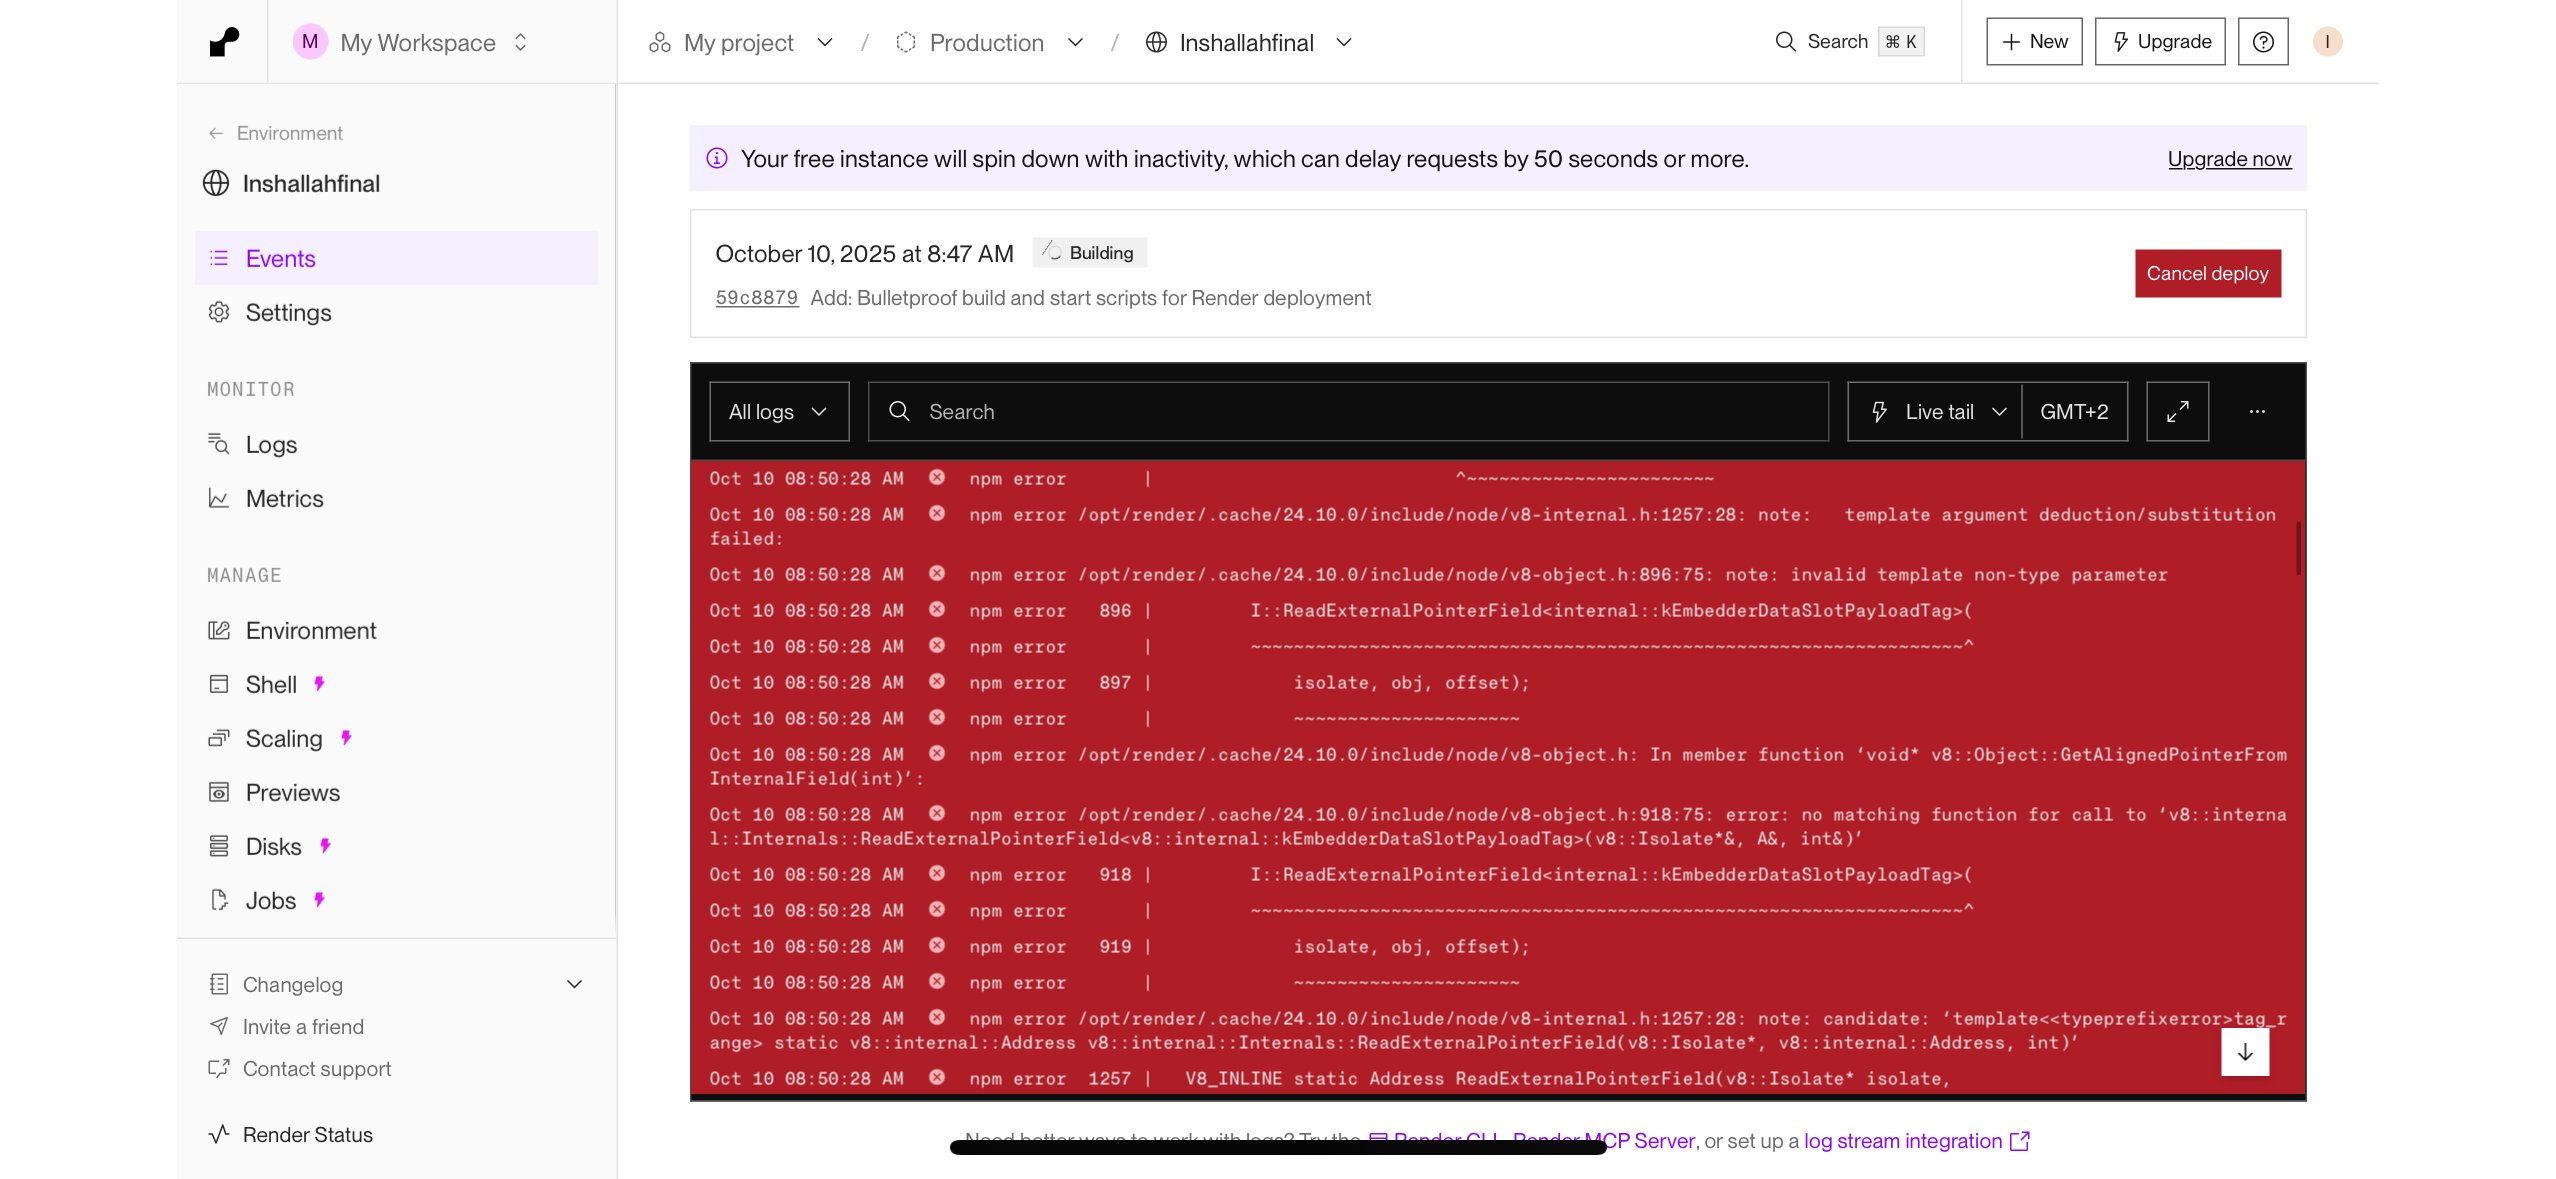 M My Workspace
My project / Production / Inshallahfinal
Search ⌘ K
+ New
Upgrade
I
← Environment
Inshallahfinal
Events
Settings
MONITOR
Logs
Metrics
MANAGE
Environment
Shell
Scaling
Previews
Disks
Jobs
Changelog
Invite a friend
Contact support
Render Status
Your free instance will spin down with inactivity, which can delay requests by 50 seconds or more.
Upgrade now
October 10, 2025 at 8:47 AM Building
59c8879 Add: Bulletproof build and start scripts for Render deployment
Cancel deploy
All logs
Search
Live tail
GMT+2
Oct 10 08:50:28 AM npm error | ^~~~~~~~~~~~~~~~~~~~~~~
Oct 10 08:50:28 AM npm error /opt/render/.cache/24.10.0/include/node/v8-internal.h:1257:28: note: template argument deduction/substitution
failed:
Oct 10 08:50:28 AM npm error /opt/render/.cache/24.10.0/include/node/v8-object.h:896:75: note: invalid template non-type parameter
Oct 10 08:50:28 AM npm error 896 | I::ReadExternalPointerField<internal::kEmbedderDataSlotPayloadTag>(
Oct 10 08:50:28 AM npm error | ~~~~~~~~~~~~~~~~~~~~~~~~~~~~~~~~~~~~~~~~~~~~~~~~~~~~~~~~~~~~~~~~~~^
Oct 10 08:50:28 AM npm error 897 | isolate, obj, offset);
Oct 10 08:50:28 AM npm error | ~~~~~~~~~~~~~~~~~~~~~
Oct 10 08:50:28 AM npm error /opt/render/.cache/24.10.0/include/node/v8-object.h: In member function ‘void* v8::Object::GetAlignedPointerFrom
InternalField(int)’:
Oct 10 08:50:28 AM npm error /opt/render/.cache/24.10.0/include/node/v8-object.h:918:75: error: no matching function for call to ‘v8::interna
l::Internals::ReadExternalPointerField<v8::internal::kEmbedderDataSlotPayloadTag>(v8::Isolate*&, A&, int&)’
Oct 10 08:50:28 AM npm error 918 | I::ReadExternalPointerField<internal::kEmbedderDataSlotPayloadTag>(
Oct 10 08:50:28 AM npm error | ~~~~~~~~~~~~~~~~~~~~~~~~~~~~~~~~~~~~~~~~~~~~~~~~~~~~~~~~~~~~~~~~~~^
Oct 10 08:50:28 AM npm error 919 | isolate, obj, offset);
Oct 10 08:50:28 AM npm error | ~~~~~~~~~~~~~~~~~~~~~
Oct 10 08:50:28 AM npm error /opt/render/.cache/24.10.0/include/node/v8-internal.h:1257:28: note: candidate: ‘template<<typeprefixerror>tag_r
ange> static v8::internal::Address v8::internal::Internals::ReadExternalPointerField(v8::Isolate*, v8::internal::Address, int)’
Oct 10 08:50:28 AM npm error 1257 | V8_INLINE static Address ReadExternalPointerField(v8::Isolate* isolate,
Need better ways to work with logs? Try the Render CLI, Render MCP Server, or set up a log stream integration